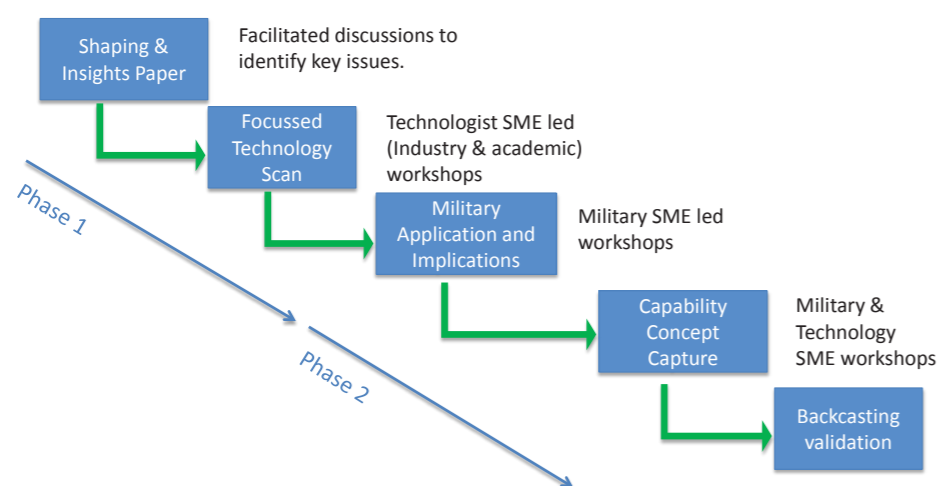 Shaping &
Insights Paper
Facilitated discussions to
identify key issues.
Focussed
Technology
Scan
Technologist SME led
(Industry & academic)
workshops
Phase 1
Military
Application and
Implications
Military SME led
workshops
Phase 2
Capability
Concept
Capture
Military &
Technology
SME workshops
Backcasting
validation